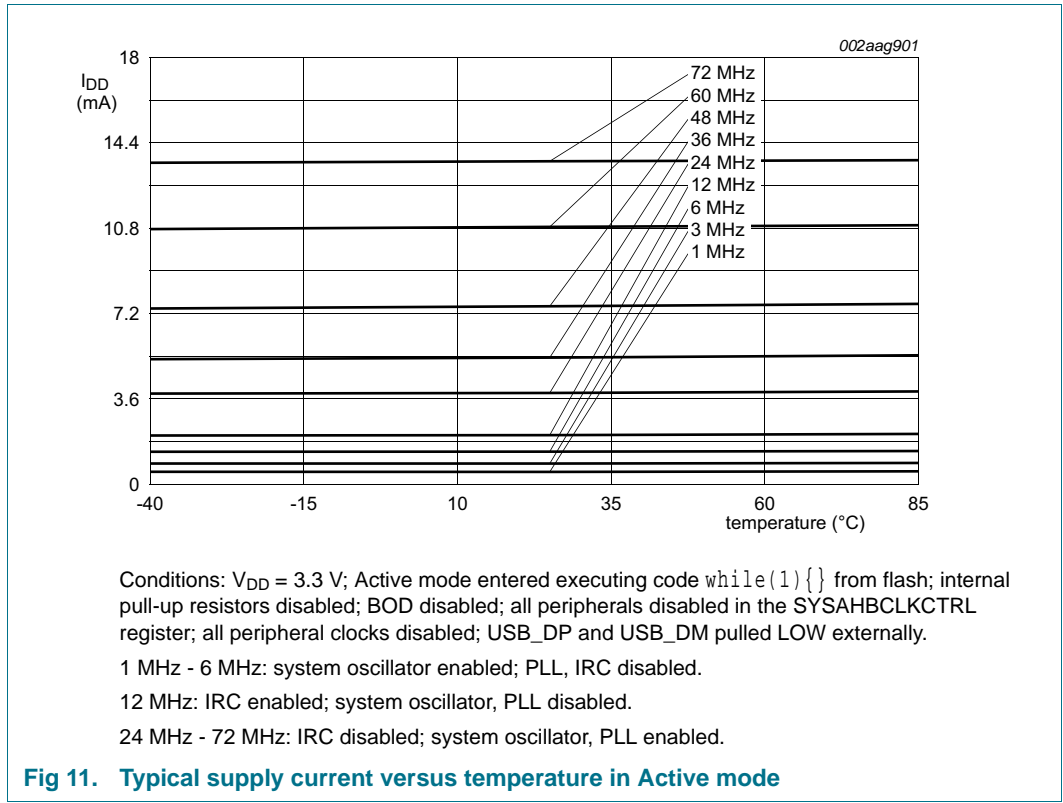 002aag901
18
IDD
(mA)
14.4
10.8
7.2
3.6
0
72 MHz
60 MHz
48 MHz
36 MHz
24 MHz
12 MHz
6 MHz
3 MHz
1 MHz
-40 -15 10 35 60 85
temperature (°C)
Conditions: VDD = 3.3 V; Active mode entered executing code while(1){} from flash; internal
pull-up resistors disabled; BOD disabled; all peripherals disabled in the SYSAHBCLKCTRL
register; all peripheral clocks disabled; USB_DP and USB_DM pulled LOW externally.
1 MHz - 6 MHz: system oscillator enabled; PLL, IRC disabled.
12 MHz: IRC enabled; system oscillator, PLL disabled.
24 MHz - 72 MHz: IRC disabled; system oscillator, PLL enabled.
Fig 11. Typical supply current versus temperature in Active mode